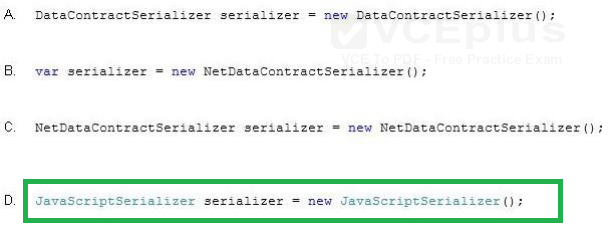 A. DataContractSerializer serializer = new DataContractSerializer();
VCEplus
VCE To PDF - Free Practice Exam
B. var serializer = new NetDataContractSerializer();
C. NetDataContractSerializer serializer = new NetDataContractSerializer();
D. JavaScriptSerializer serializer = new JavaScriptSerializer();